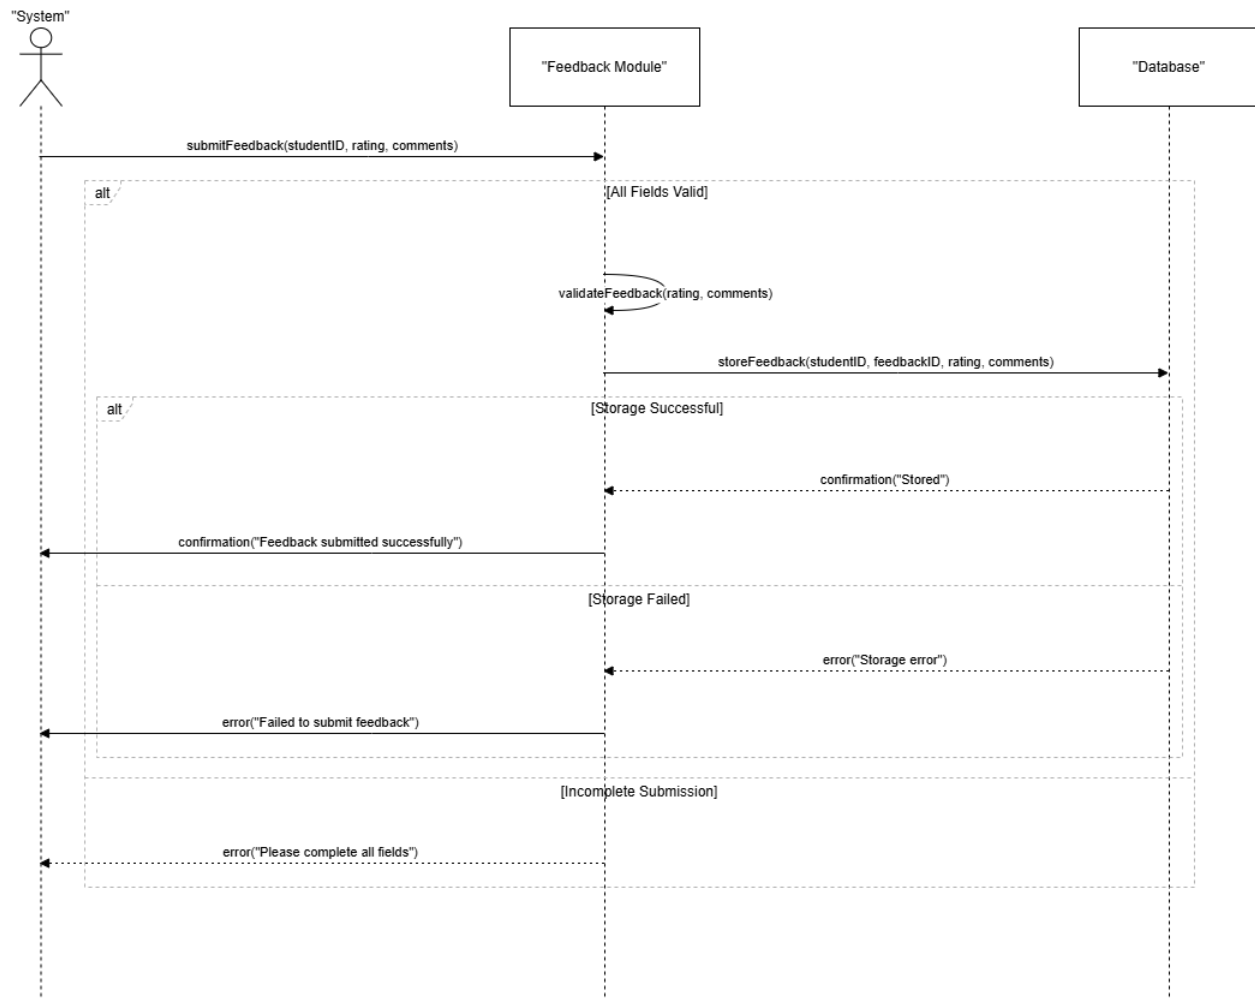 "System"
"Feedback Module"
"Database"
submitFeedback(studentID, rating, comments)
alt
[All Fields Valid]
validateFeedback(rating, comments)
storeFeedback(studentID, feedbackID, rating, comments)
alt
[Storage Successful]
confirmation("Stored")
confirmation("Feedback submitted successfully")
[Storage Failed]
error("Storage error")
error("Failed to submit feedback")
[Incomplete Submission]
error("Please complete all fields")